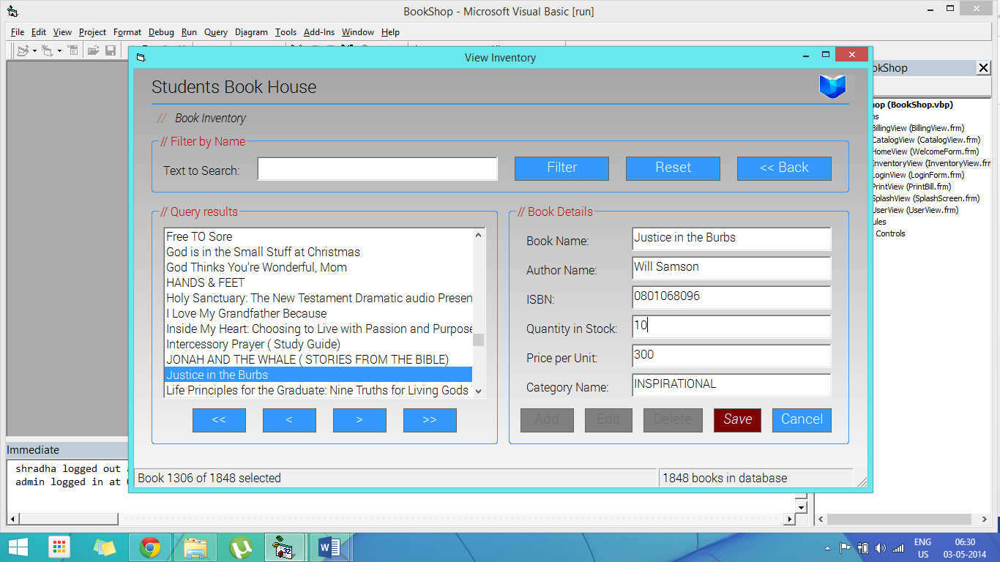 BookShop - Microsoft Visual Basic [run]
File Edit View Project Format Debug Run Query Diagram Tools Add-Ins Window Help
View Inventory
Students Book House
// Book Inventory
// Filter by Name
Text to Search: Filter Reset << Back
// Query results
Free TO Sore
God is in the Small Stuff at Christmas
God Thinks You're Wonderful, Mom
HANDS & FEET
Holy Sanctuary: The New Testament Dramatic audio Presen
I Love My Grandfather Because
Inside My Heart: Choosing to Live with Passion and Purpose
Intercessory Prayer ( Study Guide)
JONAH AND THE WHALE ( STORIES FROM THE BIBLE)
Justice in the Burbs
Life Principles for the Graduate: Nine Truths for Living Gods
<< < > >>
// Book Details
Book Name: Justice in the Burbs
Author Name: Will Samson
ISBN: 0801068096
Quantity in Stock: 10
Price per Unit: 300
Category Name: INSPIRATIONAL
Add Edit Delete Save Cancel
Book 1306 of 1848 selected
1848 books in database
okShop
hop (BookShop.vbp)
ms
BillingView (BillingView.frm)
CatalogView (CatalogView.frm)
HomeView (WelcomeForm.frm)
InventoryView (InventoryView.frm
LoginView (LoginForm.frm)
PrintView (PrintBill.frm)
SplashView (SplashScreen.frm)
UserView (UserView.frm)
ules
Controls
Immediate
shradha logged out
admin logged in at
32
ENG
US
06:30
03-05-2014